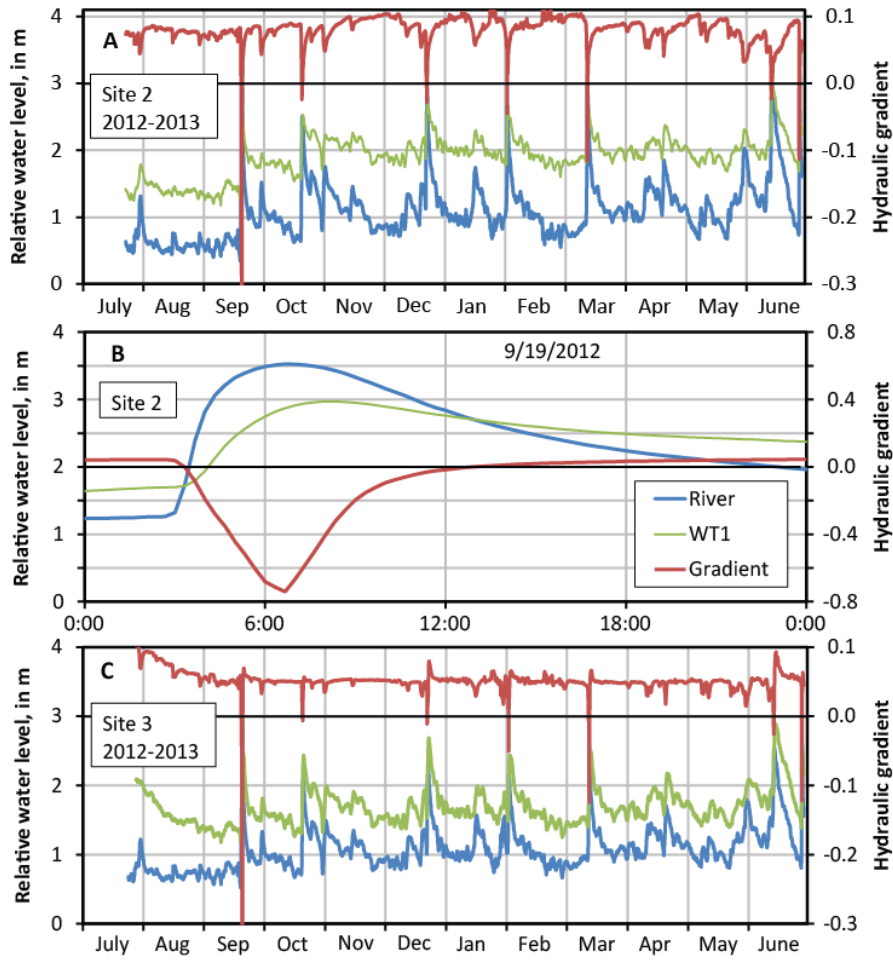 A
Relative water level, in m
Hydraulic gradient
4
3
2
1
0
0.1
0.0
-0.1
-0.2
-0.3
Site 2
2012-2013
July Aug Sep Oct Nov Dec Jan Feb Mar Apr May June
B
9/19/2012
Relative water level, in m
Hydraulic gradient
4
3
2
1
0
0.8
0.4
0.0
-0.4
-0.8
Site 2
River
WT1
Gradient
0:00 6:00 12:00 18:00 0:00
C
Relative water level, in m
Hydraulic gradient
4
3
2
1
0
0.1
0.0
-0.1
-0.2
-0.3
Site 3
2012-2013
July Aug Sep Oct Nov Dec Jan Feb Mar Apr May June